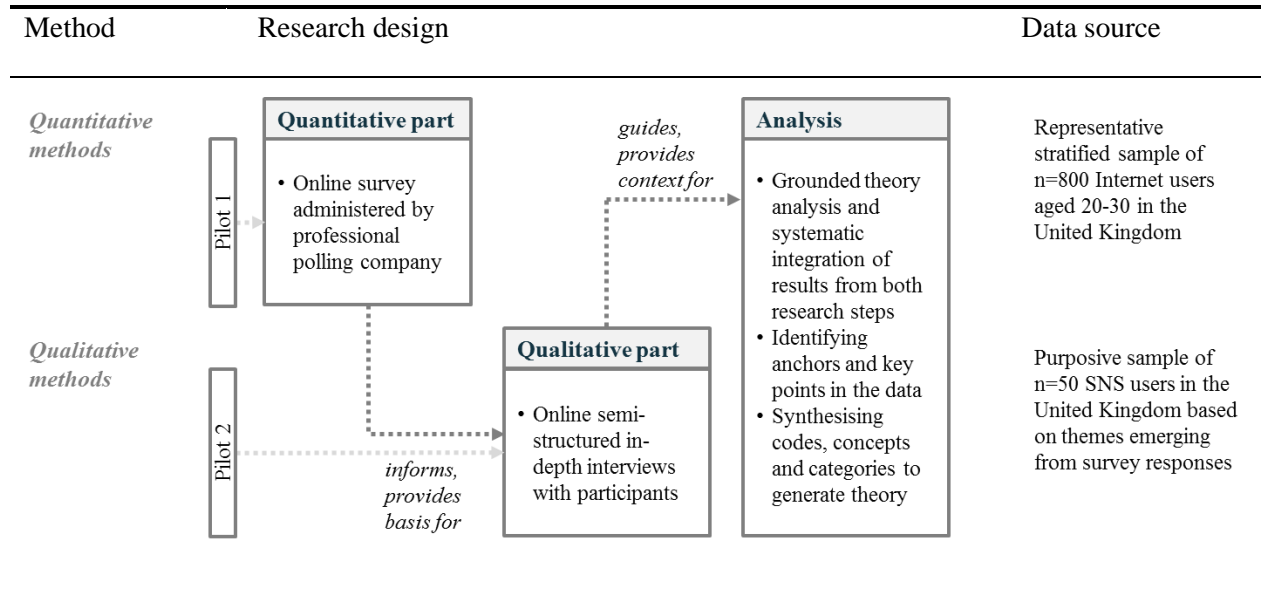 Method Research design Data source
Quantitative
methods
Pilot 1
Quantitative part
• Online survey
administered by
professional
polling company
guides,
provides
context for
Analysis
• Grounded theory
analysis and
systematic
integration of
results from both
research steps
• Identifying
anchors and key
points in the data
• Synthesising
codes, concepts
and categories to
generate theory
Representative
stratified sample of
n=800 Internet users
aged 20-30 in the
United Kingdom
Qualitative
methods
Pilot 2
informs,
provides
basis for
Qualitative part
• Online semi-
structured in-
depth interviews
with participants
Purposive sample of
n=50 SNS users in the
United Kingdom based
on themes emerging
from survey responses